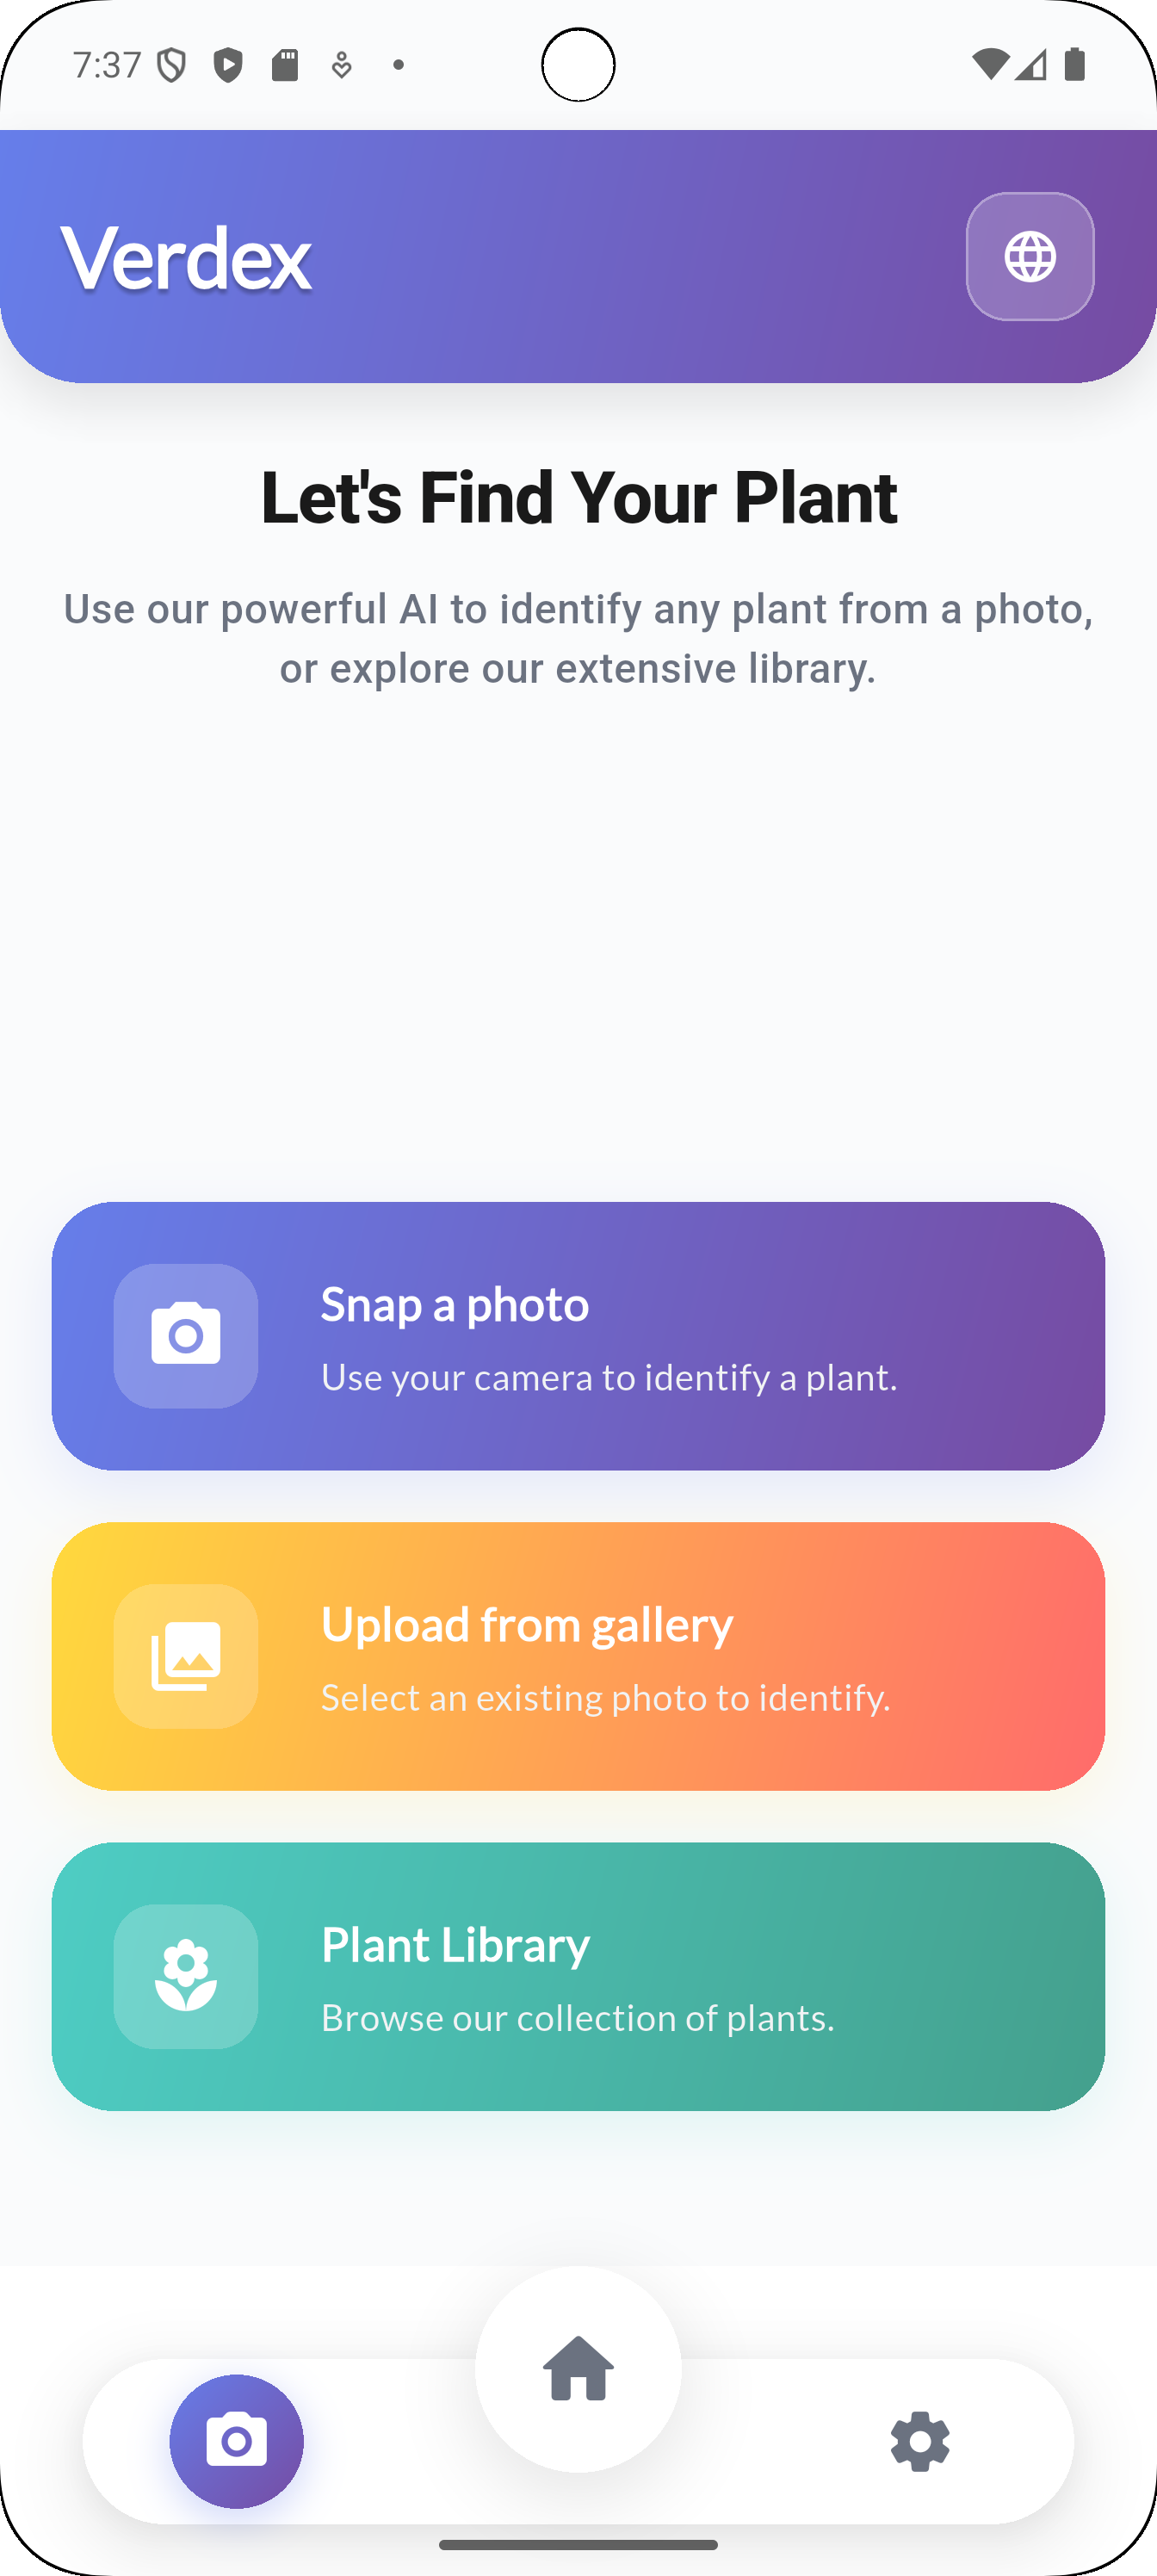 7:37
Verdex
Let's Find Your Plant
Use our powerful AI to identify any plant from a photo,
or explore our extensive library.
Snap a photo
Use your camera to identify a plant.
Upload from gallery
Select an existing photo to identify.
Plant Library
Browse our collection of plants.